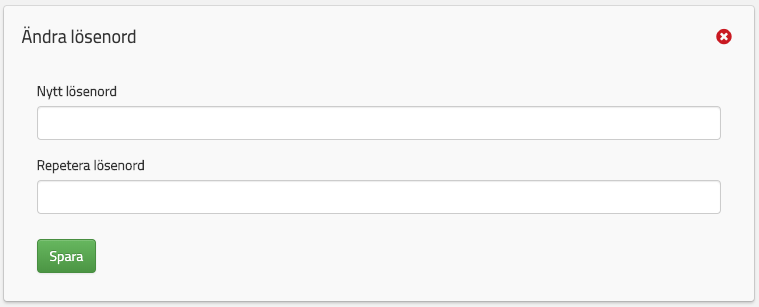 Ändra lösenord
Nytt lösenord
Repetera lösenord
Spara